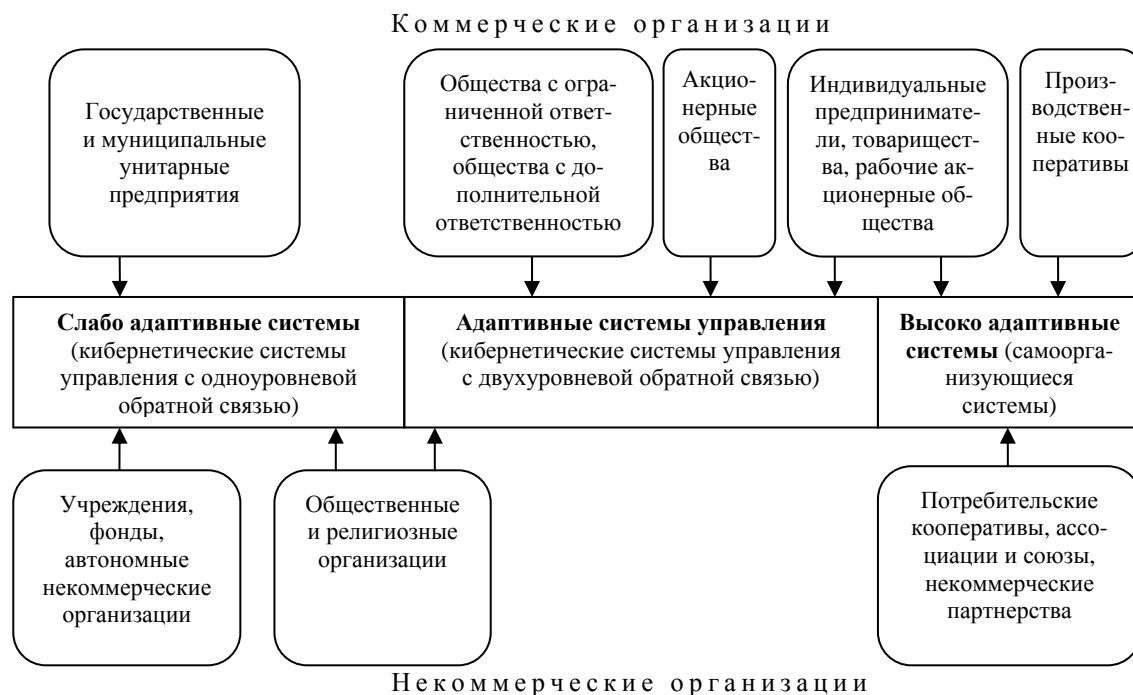 Коммерческие организации
Государственные
и муниципальные
унитарные
предприятия
Общества с огра-
ниченной ответ-
ственностью,
общества с до-
полнительной
ответственностью
Акцио-
нерные
общест-
ва
Индивидуальные
предпринимате-
ли, товарищест-
ва, рабочие ак-
ционерные об-
щества
Произ-
водствен-
ные коо-
перативы
Слабо адаптивные системы
(кибернетические системы
управления с одноуровневой
обратной связью)
Адаптивные системы управления
(кибернетические системы управления
с двухуровневой обратной связью)
Высоко адаптивные
системы (самоорга-
низующиеся
системы)
Учреждения,
фонды,
автономные
некоммерческие
организации
Общественные
и религиозные
организации
Потребительские
кооперативы, ассо-
циации и союзы,
некоммерческие
партнерства
Некоммерческие организации